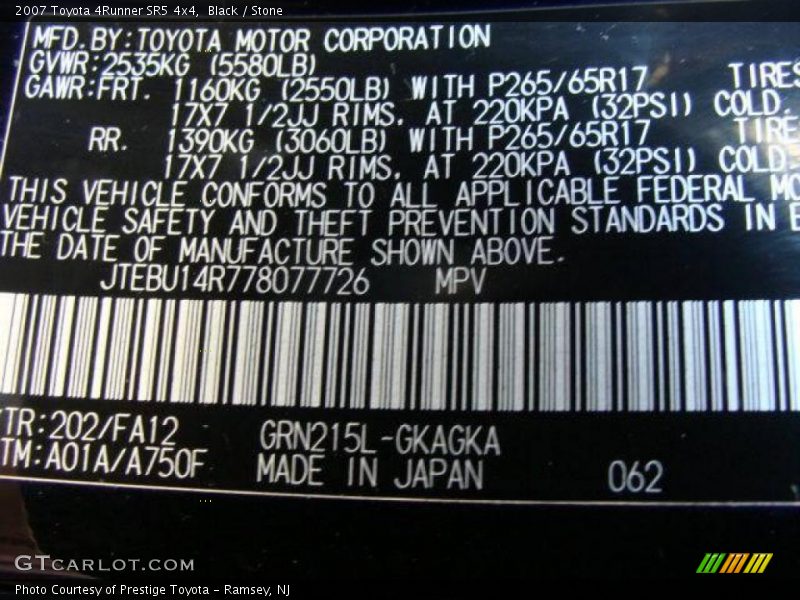 2007 Toyota 4Runner SR5 4x4, Black / Stone
MFD.BY:TOYOTA MOTOR CORPORATION
GVWR:2535KG (5580LB)
GAWR:FRT. 1160KG (2550LB) WITH P265/65R17 TIRES
17X7 1/2JJ RIMS. AT 220KPA (32PSI) COLD.
RR. 1390KG (3060LB) WITH P265/65R17 TIRE
17X7 1/2JJ RIMS. AT 220KPA (32PSI) COLD.
THIS VEHICLE CONFORMS TO ALL APPLICABLE FEDERAL MO
VEHICLE SAFETY AND THEFT PREVENTION STANDARDS IN E
THE DATE OF MANUFACTURE SHOWN ABOVE.
JTEBU14R778077726 MPV
/TR:202/FA12 GRN215L-GKAGKA
TM:A01A/A750F MADE IN JAPAN 062
GTCARLOT.COM
Photo Courtesy of Prestige Toyota - Ramsey, NJ